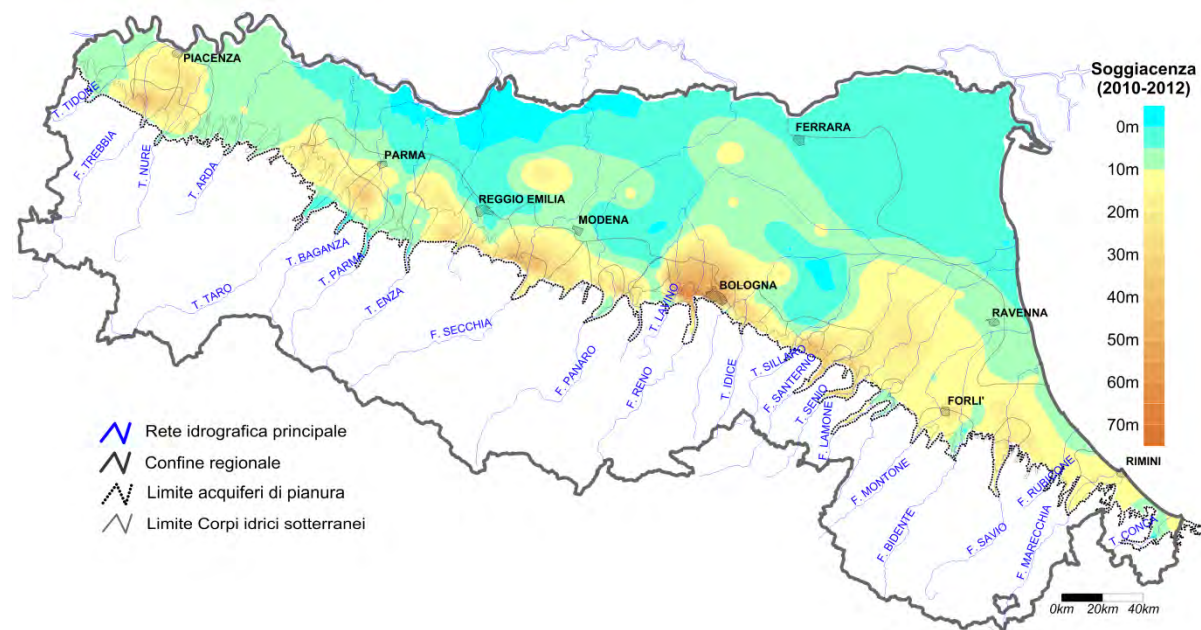 Soggiacenza
(2010-2012)
0m
10m
20m
30m
40m
50m
60m
70m
PIACENZA
PARMA
REGGIO EMILIA
MODENA
BOLOGNA
FERRARA
RAVENNA
FORLI'
RIMINI
T. TIDONE
F. TREBBIA
T. NURE
T. ARDA
T. TARO
T. BAGANZA
T. PARMA
T. ENZA
F. SECCHIA
F. PANARO
F. RENO
T. LAVINO
T. IDICE
T. SILLARO
F. SANTERNO
T. SENIO
F. LAMONE
F. MONTONE
F. BIDENTE
F. SAVIO
F. RUBICONE
F. MARECCHIA
T. CONCA
Rete idrografica principale
Confine regionale
Limite acquiferi di pianura
Limite Corpi idrici sotterranei
0km 20km 40km